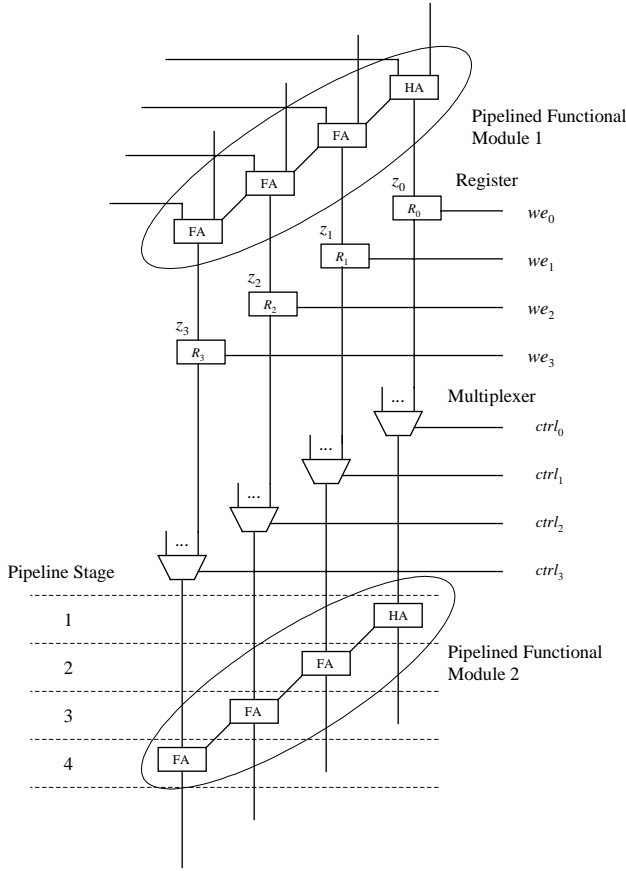 HA
Pipelined Functional
Module 1
FA
FA
Register
z0
R0
we0
FA
z1
R1
we1
z2
R2
we2
z3
R3
we3
Multiplexer
...
ctrl0
...
ctrl1
...
ctrl2
...
ctrl3
Pipeline Stage
1
HA
Pipelined Functional
Module 2
2
FA
3
FA
4
FA